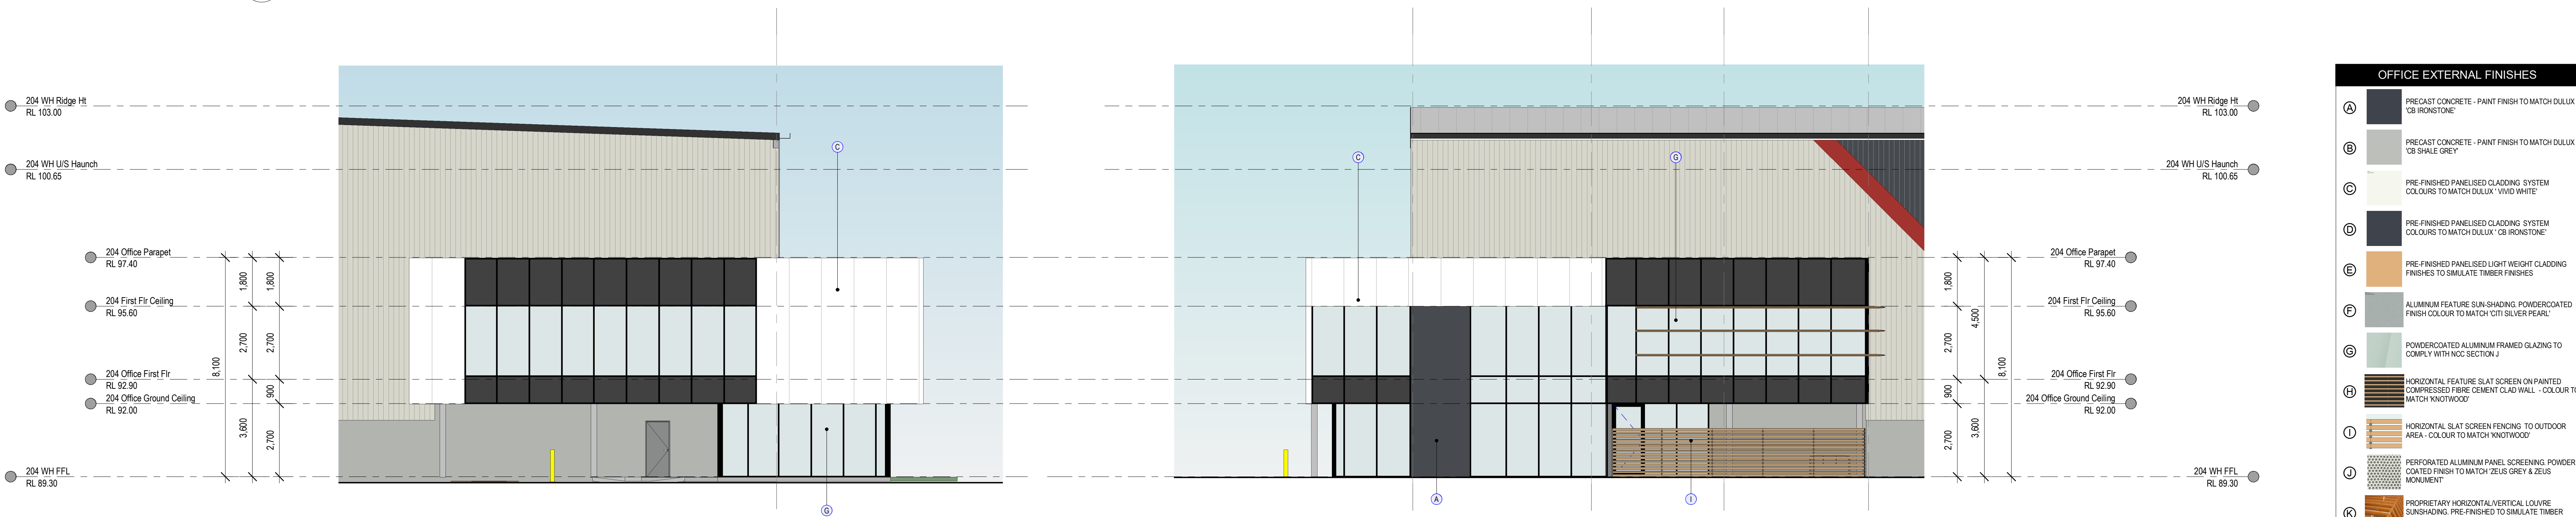 204 WH Ridge Ht
RL 103.00
204 WH U/S Haunch
RL 100.65
204 Office Parapet
RL 97.40
204 First Flr Ceiling
RL 95.60
204 Office First Flr
RL 92.90
204 Office Ground Ceiling
RL 92.00
204 WH FFL
RL 89.30
8,100
1,800
2,700
3,600
1,800
2,700
900
2,700
C
G
C
G
A
I
1,800
2,700
900
2,700
4,500
3,600
8,100
204 WH Ridge Ht
RL 103.00
204 WH U/S Haunch
RL 100.65
204 Office Parapet
RL 97.40
204 First Flr Ceiling
RL 95.60
204 Office First Flr
RL 92.90
204 Office Ground Ceiling
RL 92.00
204 WH FFL
RL 89.30
OFFICE EXTERNAL FINISHES
A
PRECAST CONCRETE - PAINT FINISH TO MATCH DULUX
'CB IRONSTONE'
B
PRECAST CONCRETE - PAINT FINISH TO MATCH DULUX
'CB SHALE GREY'
C
PRE-FINISHED PANELISED CLADDING SYSTEM
COLOURS TO MATCH DULUX ' VIVID WHITE'
D
PRE-FINISHED PANELISED CLADDING SYSTEM
COLOURS TO MATCH DULUX ' CB IRONSTONE'
E
PRE-FINISHED PANELISED LIGHT WEIGHT CLADDING
FINISHES TO SIMULATE TIMBER FINISHES
F
ALUMINUM FEATURE SUN-SHADING. POWDERCOATED
FINISH COLOUR TO MATCH 'CITI SILVER PEARL'
G
POWDERCOATED ALUMINUM FRAMED GLAZING TO
COMPLY WITH NCC SECTION J
H
HORIZONTAL FEATURE SLAT SCREEN ON PAINTED
COMPRESSED FIBRE CEMENT CLAD WALL - COLOUR TO
MATCH 'KNOTWOOD'
I
HORIZONTAL SLAT SCREEN FENCING TO OUTDOOR
AREA - COLOUR TO MATCH 'KNOTWOOD'
J
PERFORATED ALUMINUM PANEL SCREENING. POWDER
COATED FINISH TO MATCH 'ZEUS GREY & ZEUS
MONUMENT'
K
PROPRIETARY HORIZONTAL/VERTICAL LOUVRE
SUNSHADING. PRE-FINISHED TO SIMULATE TIMBER